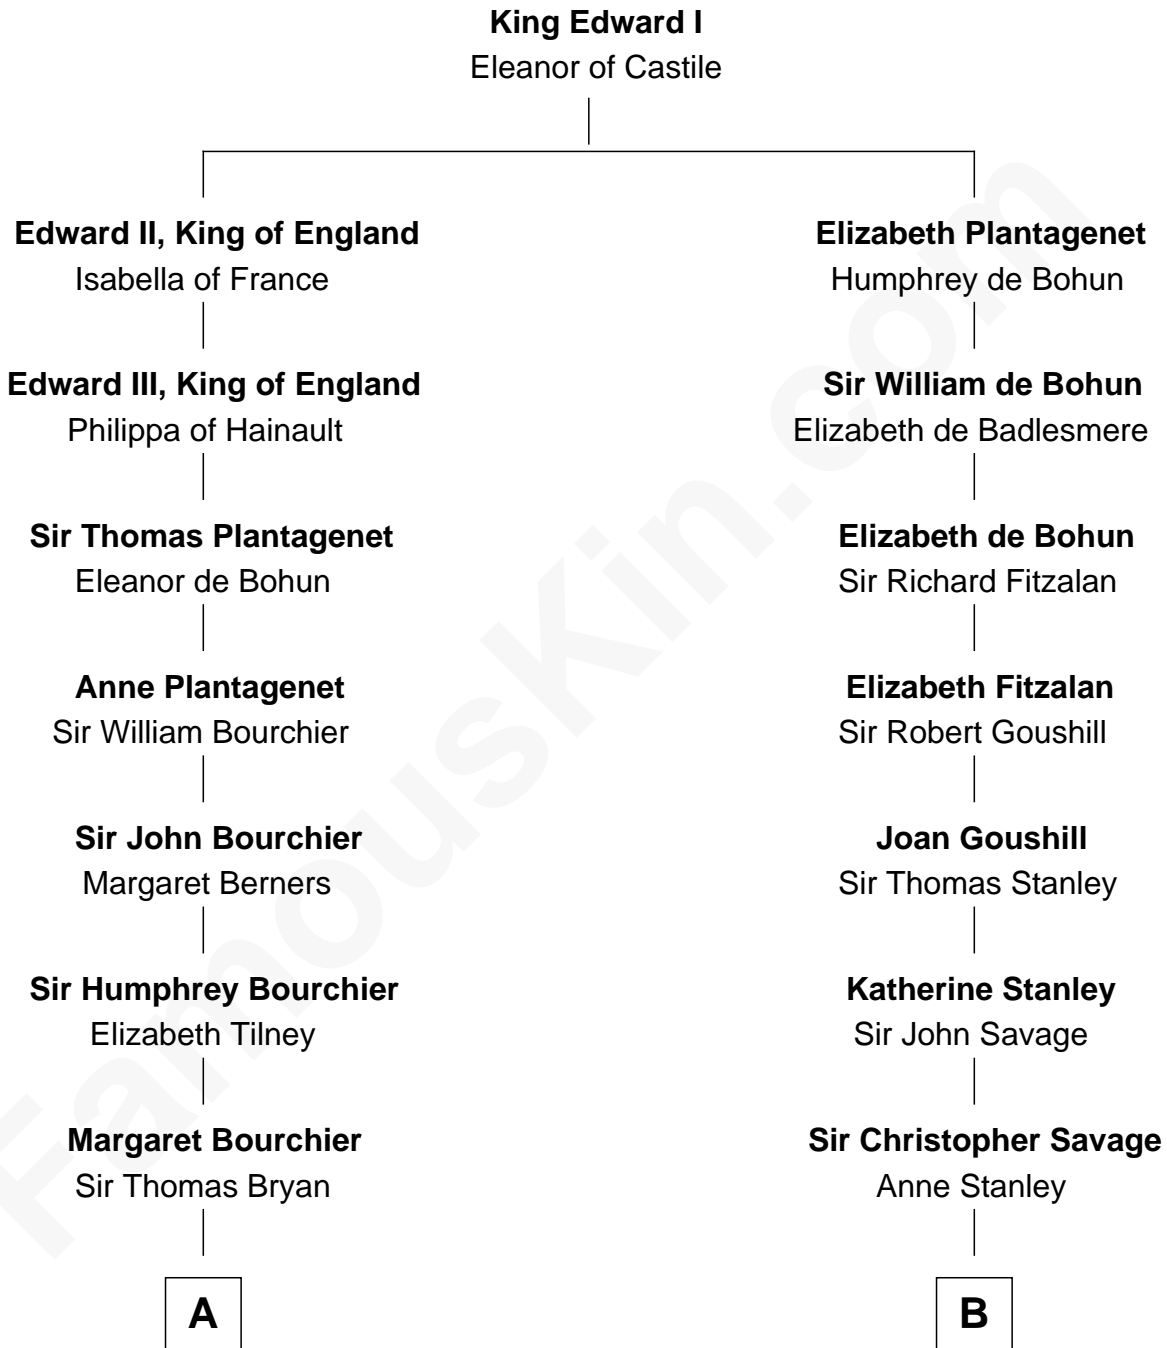 King Edward I
Eleanor of Castile
Edward II, King of England
Isabella of France
Elizabeth Plantagenet
Humphrey de Bohun
Edward III, King of England
Philippa of Hainault
Sir William de Bohun
Elizabeth de Badlesmere
Sir Thomas Plantagenet
Eleanor de Bohun
Elizabeth de Bohun
Sir Richard Fitzalan
Anne Plantagenet
Sir William Bourchier
Elizabeth Fitzalan
Sir Robert Goushill
Sir John Bourchier
Margaret Berners
Joan Goushill
Sir Thomas Stanley
Sir Humphrey Bourchier
Elizabeth Tilney
Katherine Stanley
Sir John Savage
Margaret Bourchier
Sir Thomas Bryan
Sir Christopher Savage
Anne Stanley
A
B
FamousKin.com